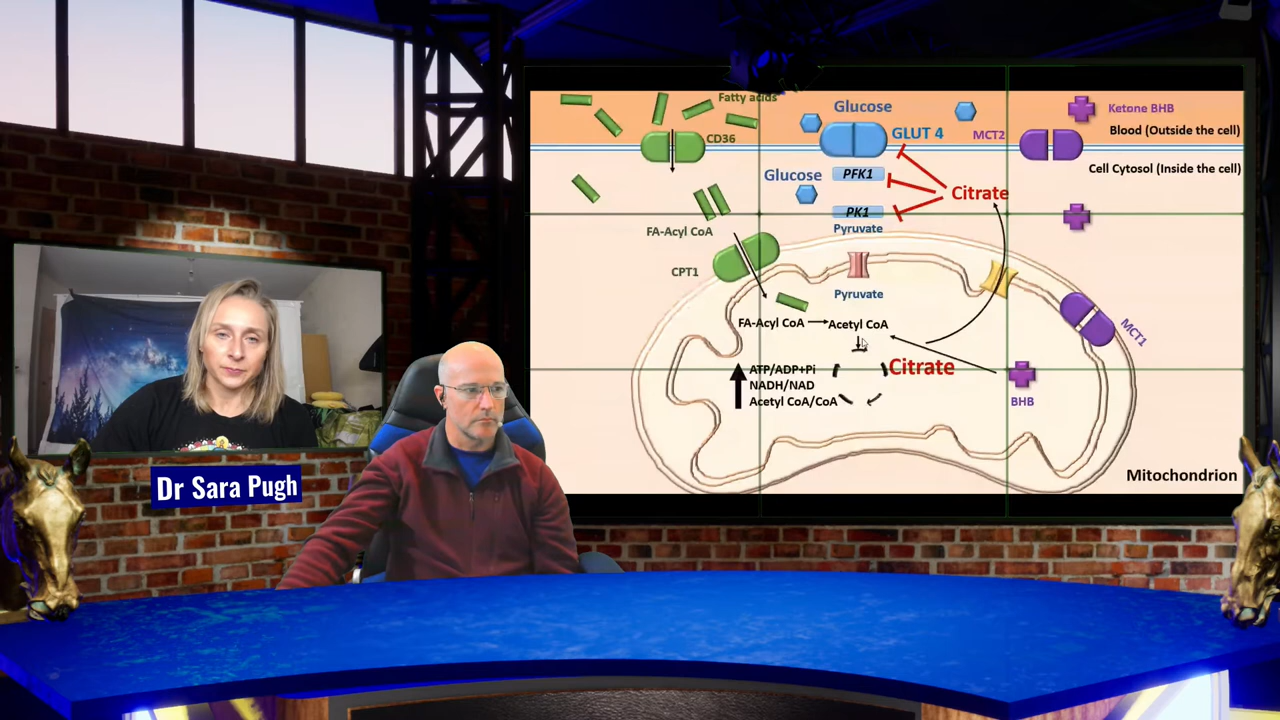 Fatty acids
Glucose
Ketone BHB
CD36
GLUT 4
MCT2
Blood (Outside the cell)
Glucose
PFK1
Cell Cytosol (Inside the cell)
Citrate
PK1
FA-Acyl CoA
Pyruvate
CPT1
Pyruvate
MCT1
FA-Acyl CoA
Acetyl CoA
Citrate
ATP/ADP+Pi
NADH/NAD
Acetyl CoA/CoA
BHB
Mitochondrion
Dr Sara Pugh